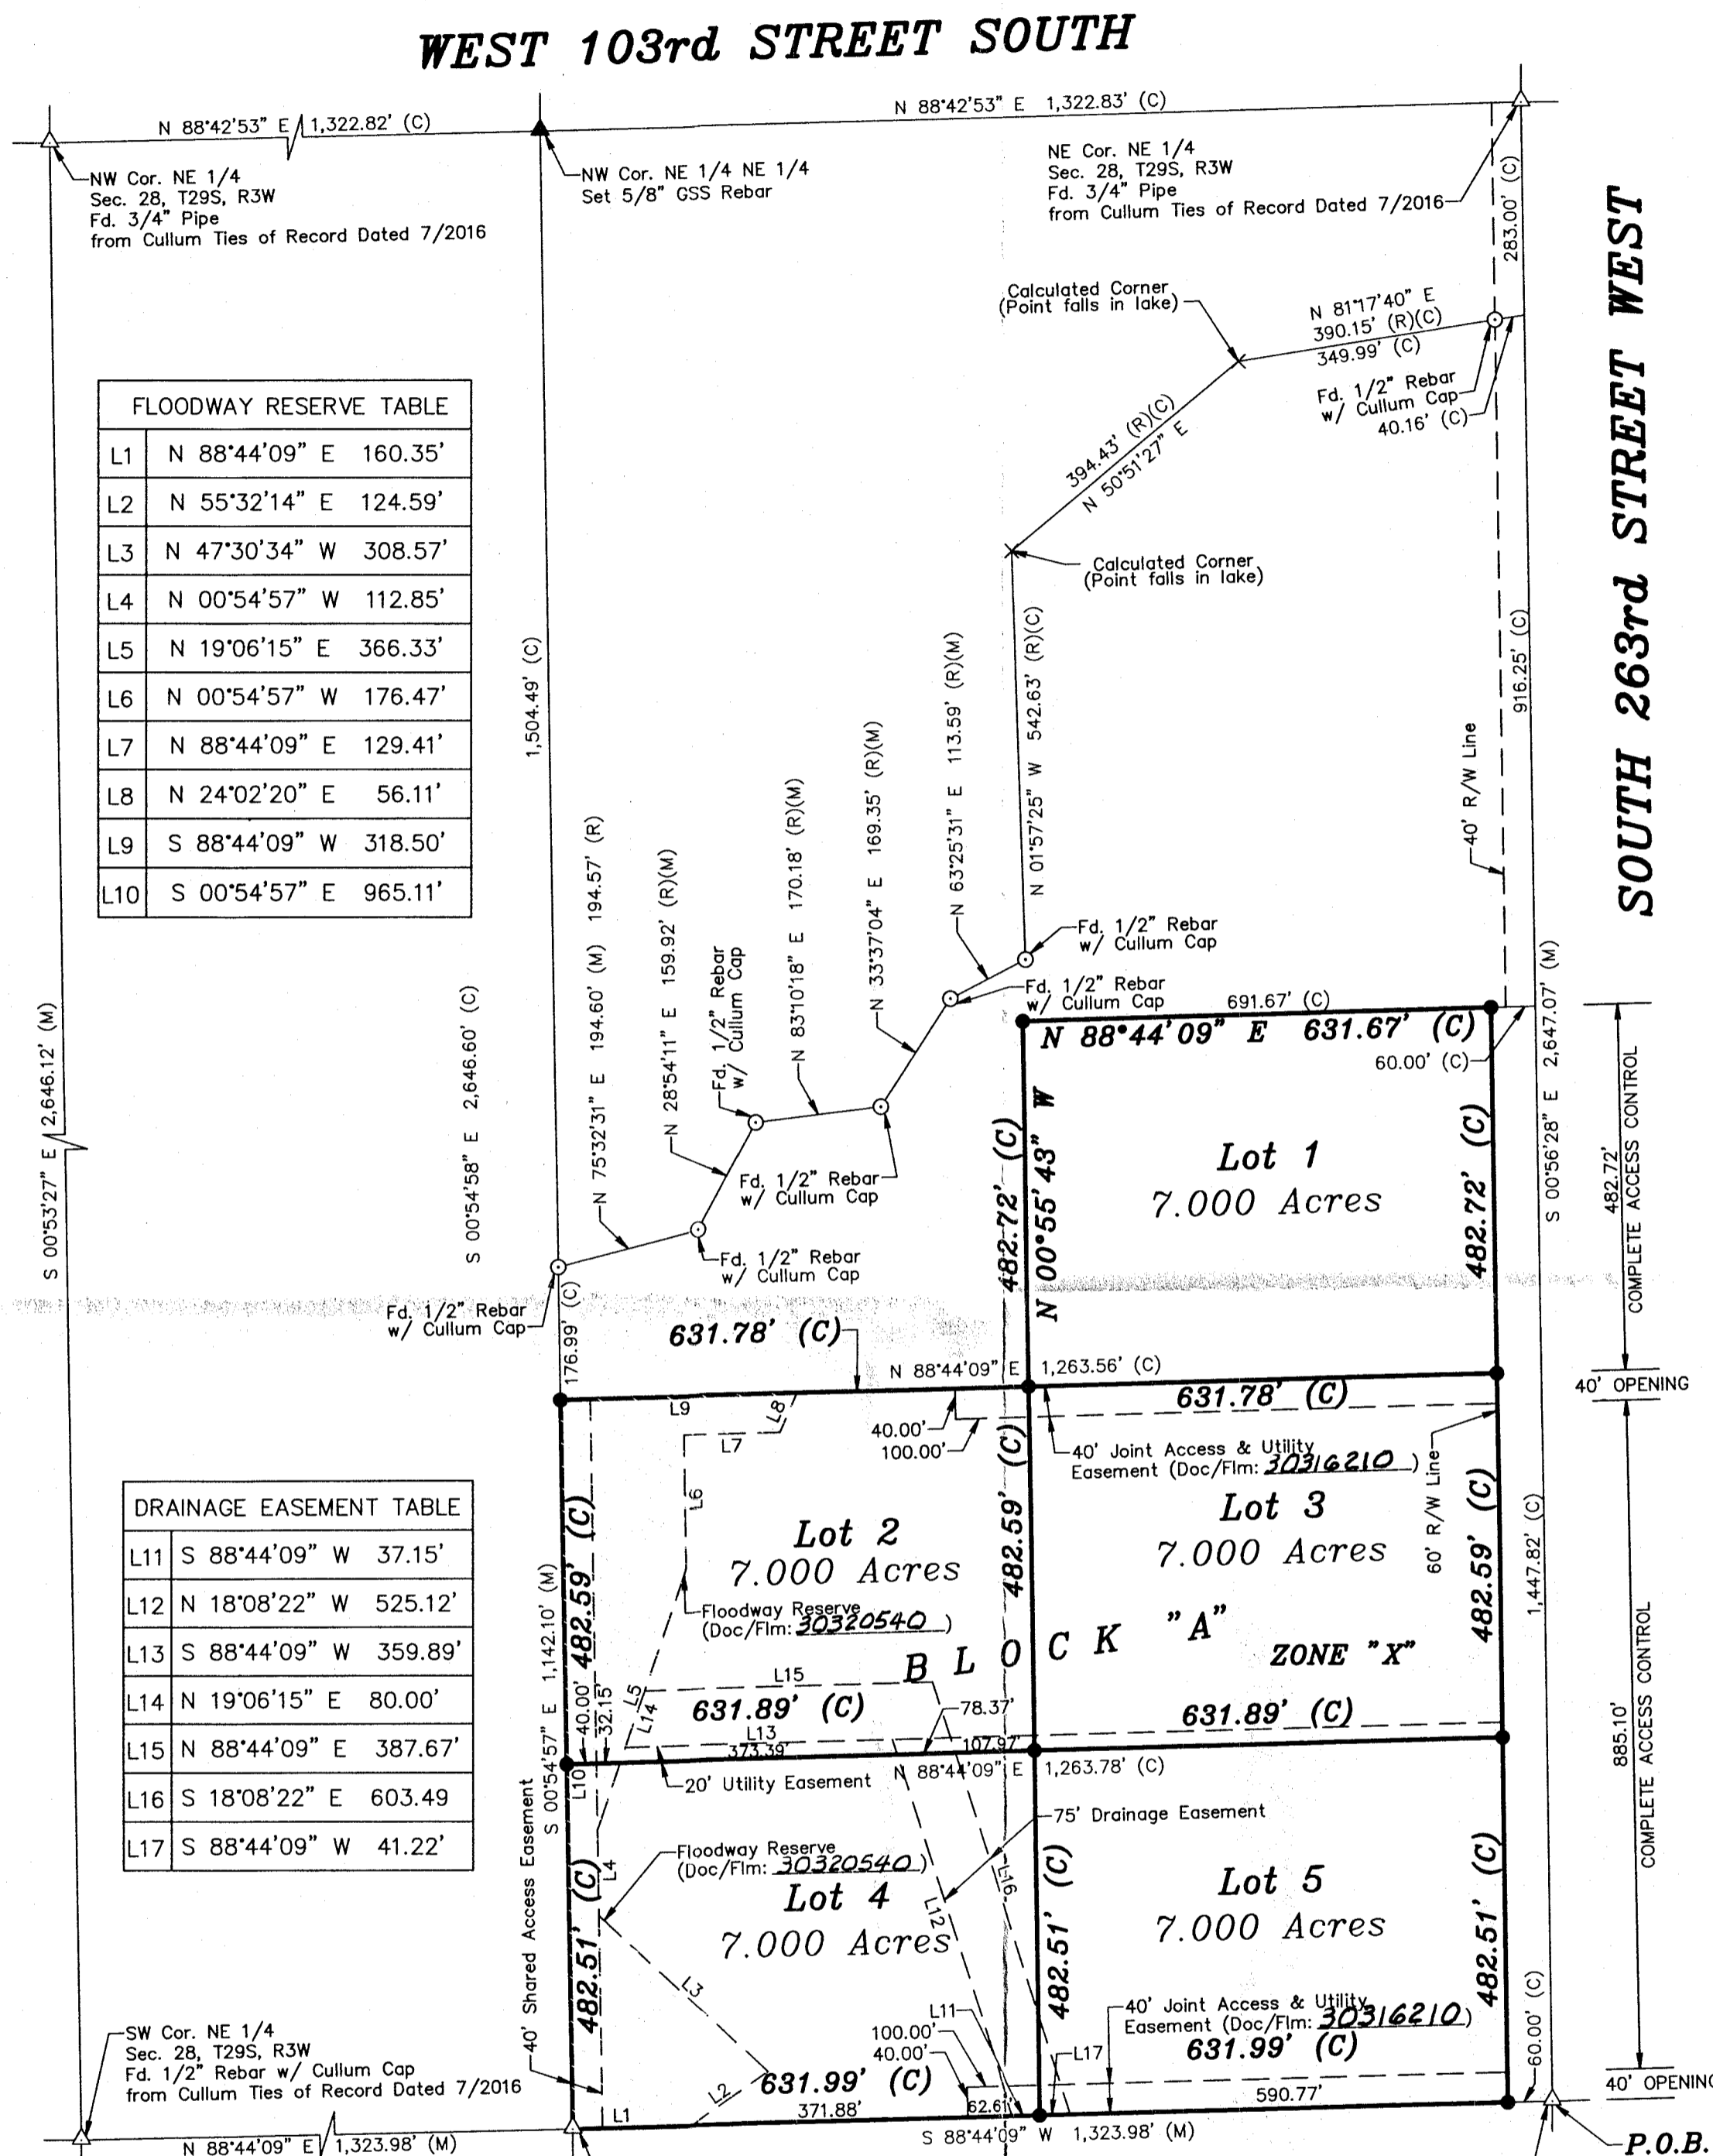 WEST 103rd STREET SOUTH
N 88°42'53" E 1,322.82' (C)
N 88°42'53" E 1,322.83' (C)
NW Cor. NE 1/4
Sec. 28, T29S, R3W
Fd. 3/4" Pipe
from Cullum Ties of Record Dated 7/2016
NW Cor. NE 1/4 NE 1/4
Set 5/8" GSS Rebar
NE Cor. NE 1/4
Sec. 28, T29S, R3W
Fd. 3/4" Pipe
from Cullum Ties of Record Dated 7/2016
283.00' (C)
SOUTH 263rd STREET WEST
Calculated Corner
(Point falls in lake)
N 81°17'40" E
390.15' (R)(C)
349.99' (C)
Fd. 1/2" Rebar
w/ Cullum Cap
40.16' (C)
394.43' (R)(C)
N 50°51'27" E
Calculated Corner
(Point falls in lake)
FLOODWAY RESERVE TABLE
L1 N 88°44'09" E 160.35'
L2 N 55°32'14" E 124.59'
L3 N 47°30'34" W 308.57'
L4 N 00°54'57" W 112.85'
L5 N 19°06'15" E 366.33'
L6 N 00°54'57" W 176.47'
L7 N 88°44'09" E 129.41'
L8 N 24°02'20" E 56.11'
L9 S 88°44'09" W 318.50'
L10 S 00°54'57" E 965.11'
1,504.49' (C)
916.25' (C)
40' R/W Line
N 01°57'25" W 542.63' (R)(C)
N 63°25'31" E 113.59' (R)(M)
N 33°37'04" E 169.35' (R)(M)
N 83°10'18" E 170.18' (R)(M)
N 28°54'11" E 159.92' (R)(M)
N 75°32'31" E 194.60' (M) 194.57' (R)
Fd. 1/2" Rebar
w/ Cullum Cap
Fd. 1/2" Rebar
w/ Cullum Cap
Fd. 1/2" Rebar
w/ Cullum Cap
Fd. 1/2" Rebar
w/ Cullum Cap
Fd. 1/2" Rebar
w/ Cullum Cap
Fd. 1/2" Rebar
w/ Cullum Cap
S 00°53'27" E 2,646.12' (M)
S 00°54'58" E 2,646.60' (C)
S 00°56'28" E 2,647.07' (M)
691.67' (C)
N 88°44'09" E 631.67' (C)
60.00' (C)
482.72' (C)
N 00°55'43" W
Lot 1
7.000 Acres
482.72' (C)
482.72'
COMPLETE ACCESS CONTROL
176.99' (C)
631.78' (C)
N 88°44'09" E 1,263.56' (C)
631.78' (C)
40' OPENING
L9
L8
L7
L6
40.00'
100.00'
40' Joint Access & Utility
Easement (Doc/Flm: 30316210)
60' R/W Line
Lot 2
7.000 Acres
482.59' (C)
482.59' (C)
Lot 3
7.000 Acres
482.59' (C)
1,447.82' (C)
Floodway Reserve
(Doc/Flm: 30320540)
BLOCK "A"
ZONE "X"
DRAINAGE EASEMENT TABLE
L11 S 88°44'09" W 37.15'
L12 N 18°08'22" W 525.12'
L13 S 88°44'09" W 359.89'
L14 N 19°06'15" E 80.00'
L15 N 88°44'09" E 387.67'
L16 S 18°08'22" E 603.49
L17 S 88°44'09" W 41.22'
S 00°54'57" E 1,142.10' (M)
40.00'
32.15'
L5
L14
L15
631.89' (C)
L13
373.39'
78.37'
107.97'
631.89' (C)
N 88°44'09" E 1,263.78' (C)
20' Utility Easement
L10
75' Drainage Easement
885.10'
COMPLETE ACCESS CONTROL
40' Shared Access Easement
482.51' (C)
L4
Floodway Reserve
(Doc/Flm: 30320540)
Lot 4
7.000 Acres
L12
L16
L3
482.51' (C)
Lot 5
7.000 Acres
482.51' (C)
60.00' (C)
L11
100.00'
40.00'
40' Joint Access & Utility
Easement (Doc/Flm: 30316210)
L17
631.99' (C)
L2
631.99' (C)
L1
371.88'
62.61'
590.77'
40' OPENING
SW Cor. NE 1/4
Sec. 28, T29S, R3W
Fd. 1/2" Rebar w/ Cullum Cap
from Cullum Ties of Record Dated 7/2016
N 88°44'09" E 1,323.98' (M)
S 88°44'09" W 1,323.98' (M)
P.O.B.